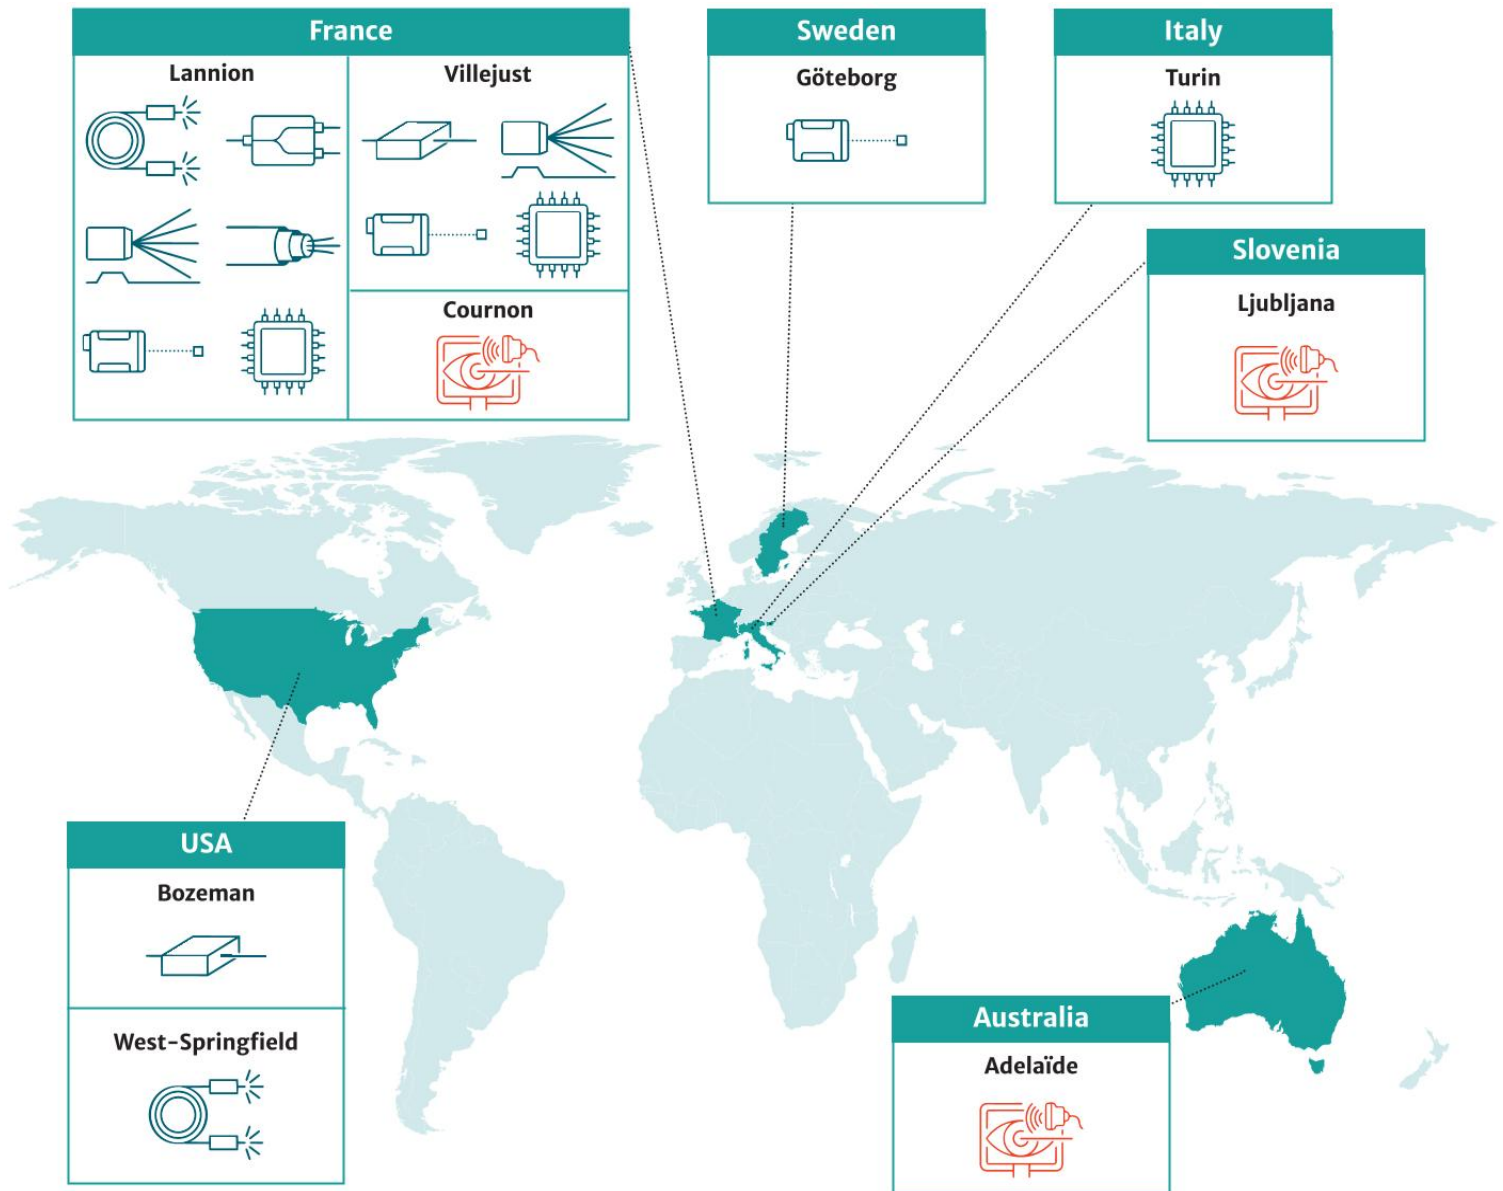 France
Lannion
Villejust
Cournon
Sweden
Göteborg
Italy
Turin
Slovenia
Ljubljana
USA
Bozeman
West-Springfield
Australia
Adelaïde